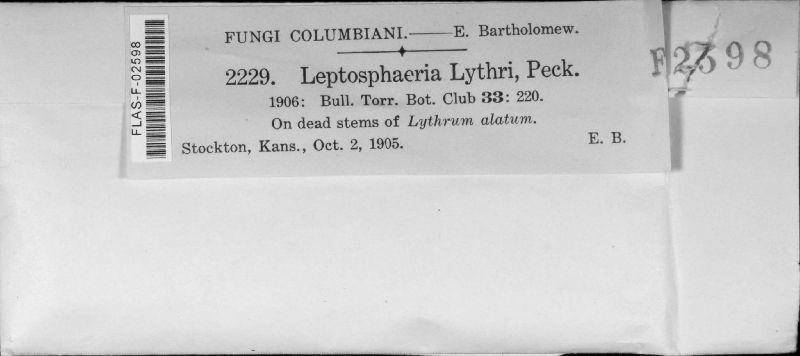 FUNGI COLUMBIANI.——E. Bartholomew.
2229. Leptosphaeria Lythri, Peck.
1906: Bull. Torr. Bot. Club 33: 220.
On dead stems of Lythrum alatum.
Stockton, Kans., Oct. 2, 1905. E. B.
FLAS-F-02598